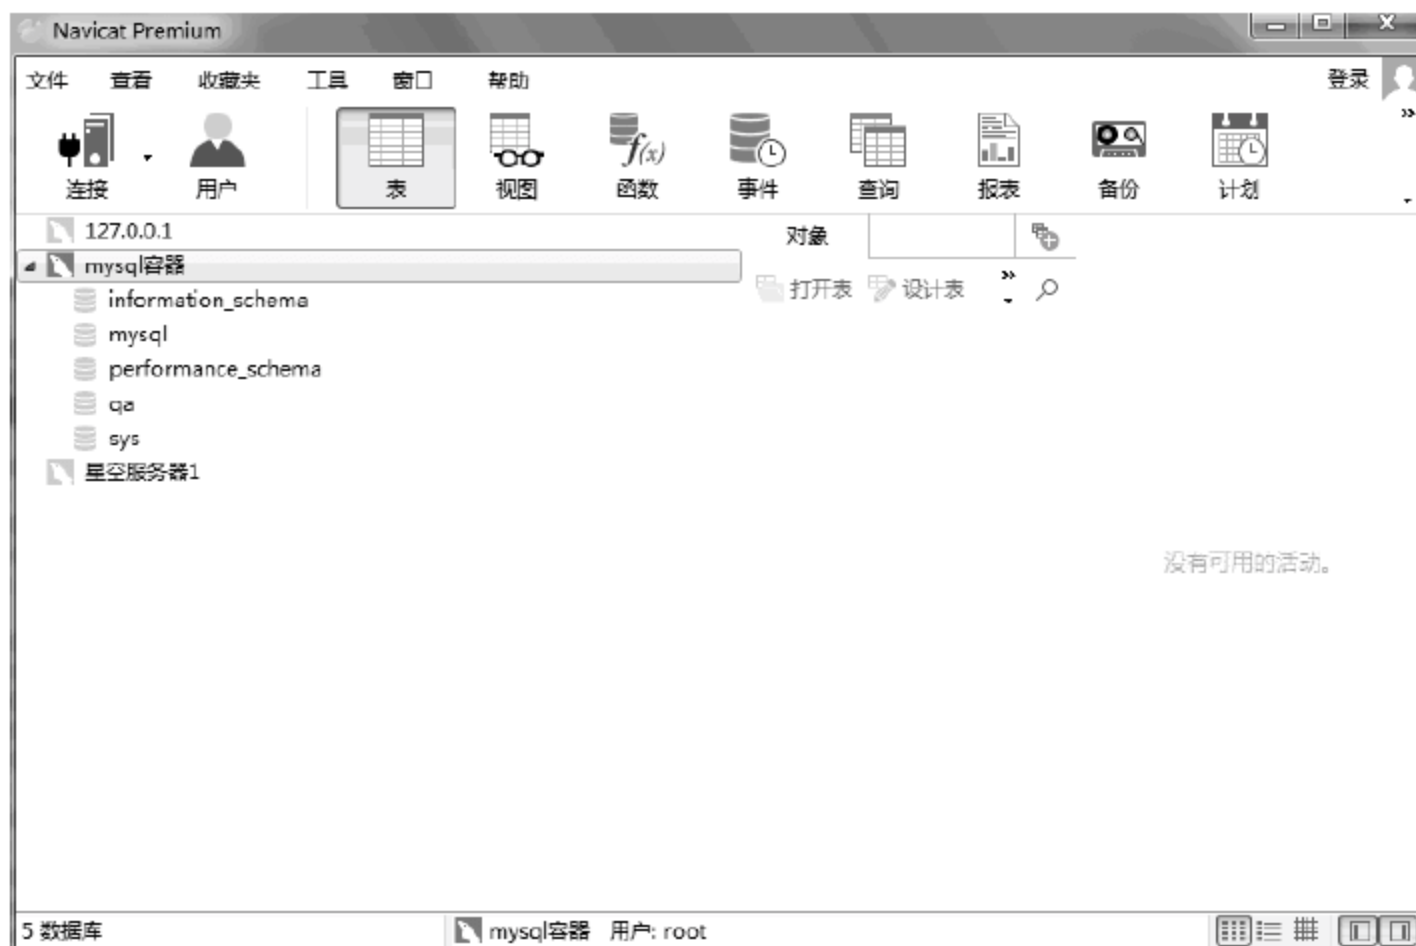 Navicat Premium
文件 查看 收藏夹 工具 窗口 帮助 登录
连接 用户 表 视图 函数 事件 查询 报表 备份 计划
127.0.0.1 对象
mysql容器
打开表 设计表
information_schema
mysql
performance_schema
qa
sys
星空服务器1
没有可用的活动。
5 数据库 mysql容器 用户: root